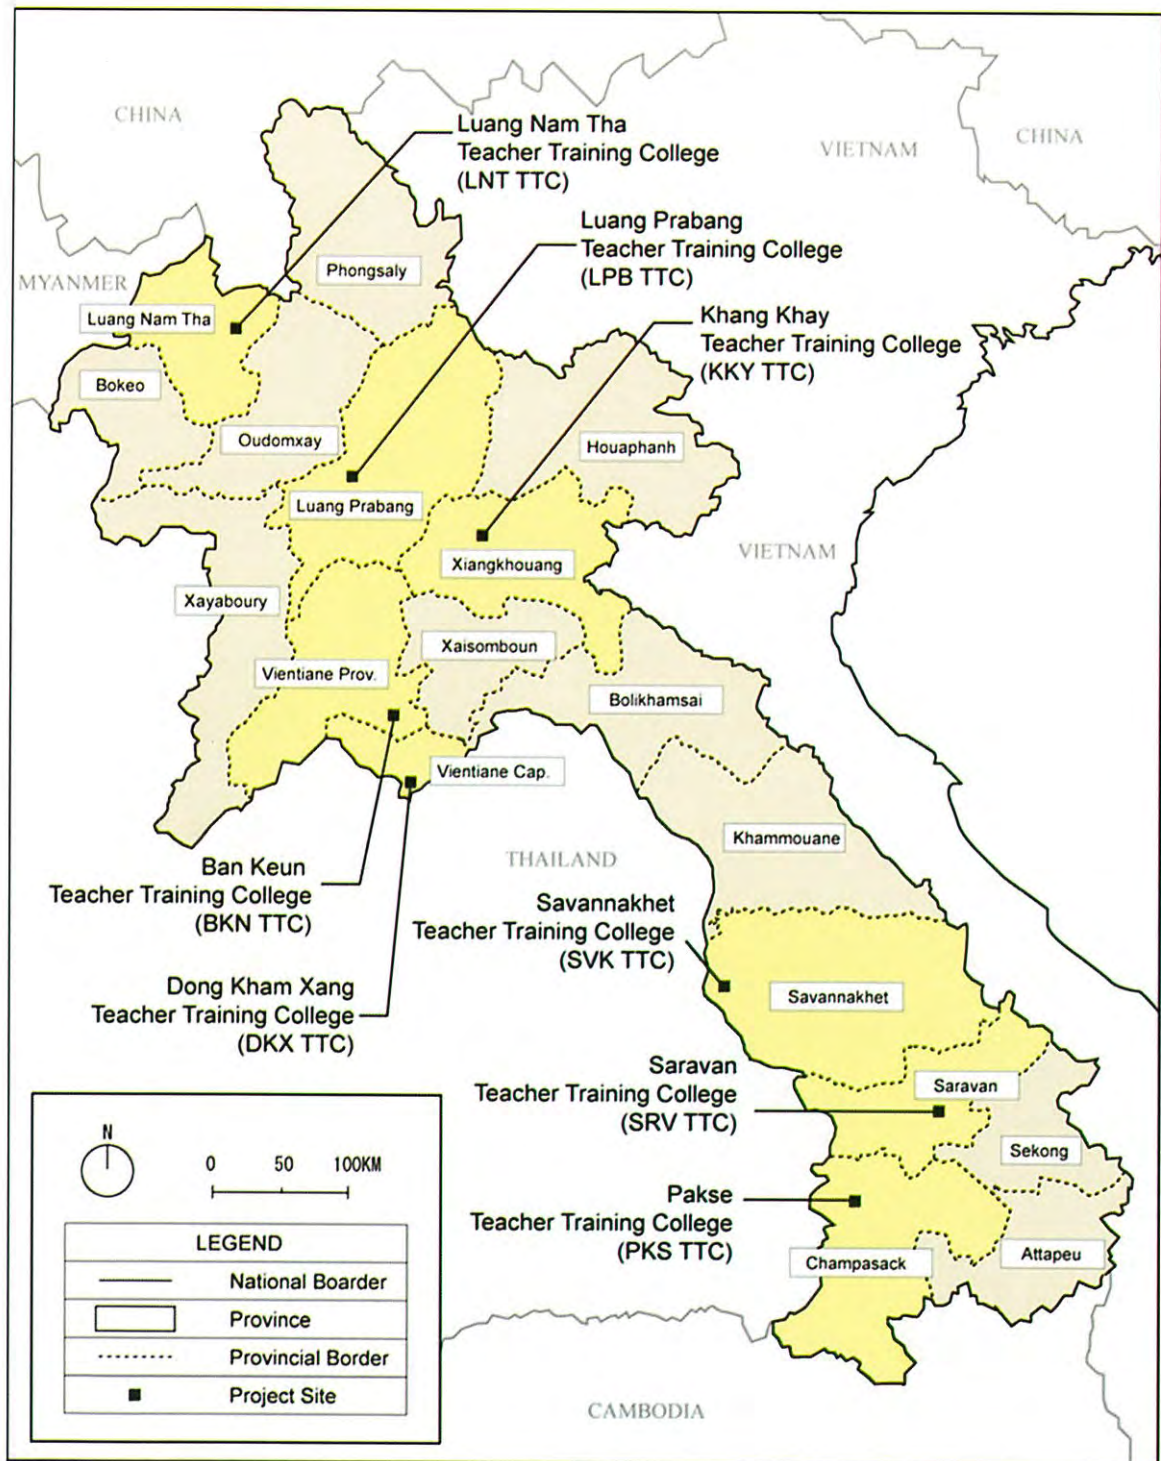 CHINA
Luang Nam Tha
Teacher Training College
(LNT TTC)
VIETNAM
CHINA
Luang Prabang
Teacher Training College
(LPB TTC)
Phongsaly
MYANMER
Luang Nam Tha
Khang Khay
Teacher Training College
(KKY TTC)
Bokeo
Oudomxay
Houaphanh
Luang Prabang
VIETNAM
Xiangkhouang
Xayaboury
Xaisomboun
Vientiane Prov.
Bolikhamsai
Vientiane Cap.
Khammouane
THAILAND
Ban Keun
Teacher Training College
(BKN TTC)
Savannakhet
Teacher Training College
(SVK TTC)
Dong Kham Xang
Teacher Training College
(DKX TTC)
Savannakhet
Saravan
Teacher Training College
(SRV TTC)
Saravan
Sekong
Pakse
Teacher Training College
(PKS TTC)
Champasack
Attapeu
CAMBODIA
N
0 50 100KM
LEGEND
National Boarder
Province
Provincial Border
Project Site